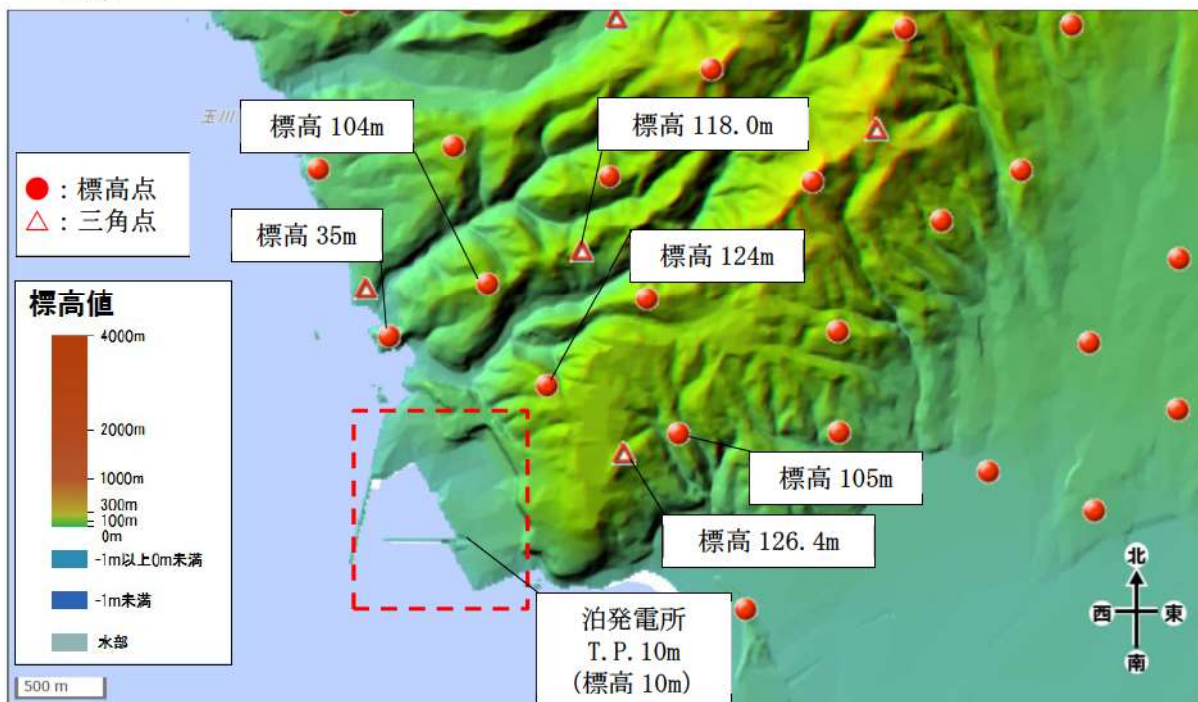 玉川
標高 104m
標高 118.0m
● : 標高点
△ : 三角点
標高 35m
標高 124m
標高値
4000m
2000m
1000m
300m
100m
0m
-1m以上0m未満
-1m未満
水部
標高 105m
標高 126.4m
泊発電所
T.P.10m
(標高 10m)
北
西
東
南
500 m